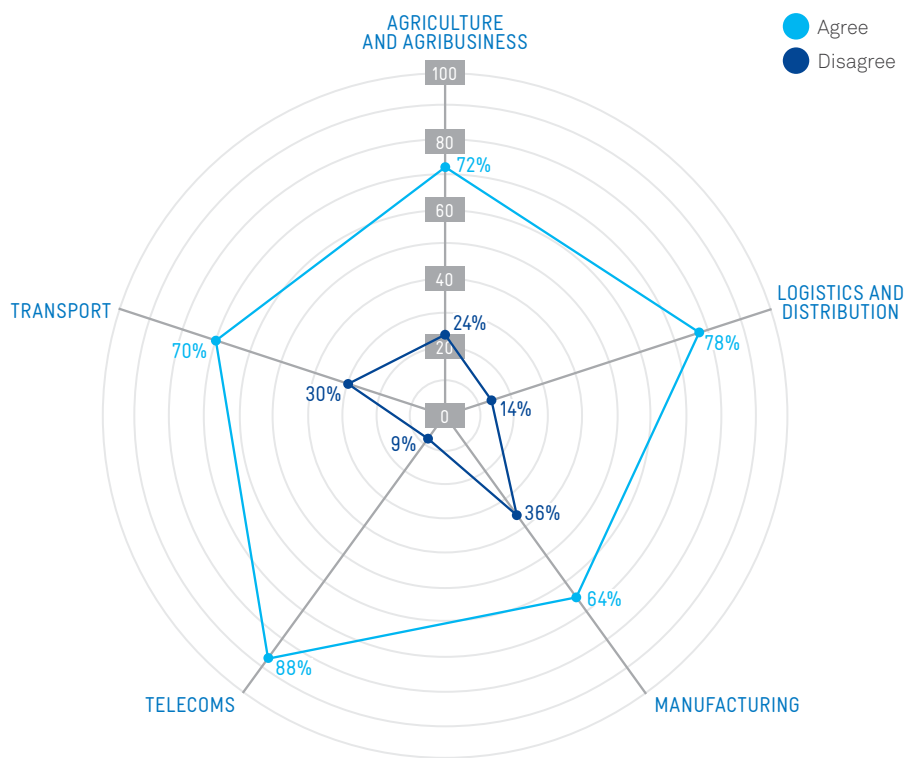 AGRICULTURE
AND AGRIBUSINESS
Agree
Disagree
100
80
72%
60
40
24%
20
0
LOGISTICS AND
DISTRIBUTION
78%
14%
TRANSPORT
70%
30%
9%
36%
64%
88%
TELECOMS
MANUFACTURING